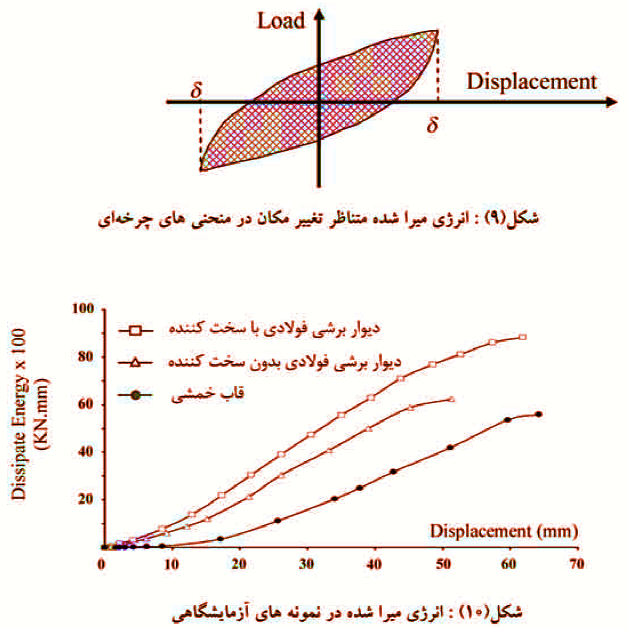 Load
Displacement
δ
δ
شکل(۹) : انرژی میرا شده متناظر تغییر مکان در منحنی های چرخه‌ای
Dissipate Energy x 100
(KN.mm)
100
80
60
40
20
دیوار برشی فولادی با سخت کننده
دیوار برشی فولادی بدون سخت کننده
قاب خمشی
Displacement (mm)
0 10 20 30 40 50 60 70
شکل(۱۰) : انرژی میرا شده در نمونه های آزمایشگاهی